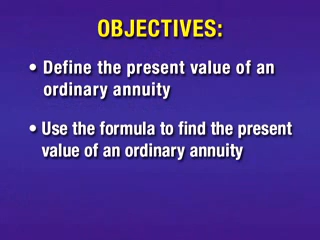 OBJECTIVES:
• Define the present value of an
ordinary annuity
• Use the formula to find the present
value of an ordinary annuity